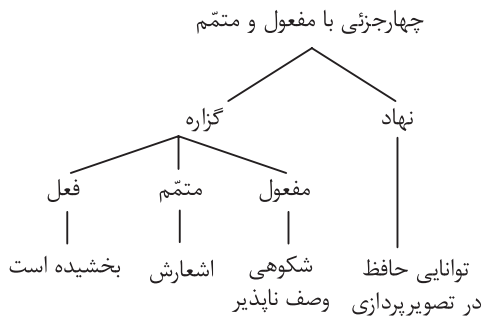 چهارجزئی با مفعول و متمّم
نهاد
گزاره
مفعول
متمّم
فعل
توانایی حافظ
در تصویرپردازی
شکوهی
وصف ناپذیر
اشعارش
بخشیده است